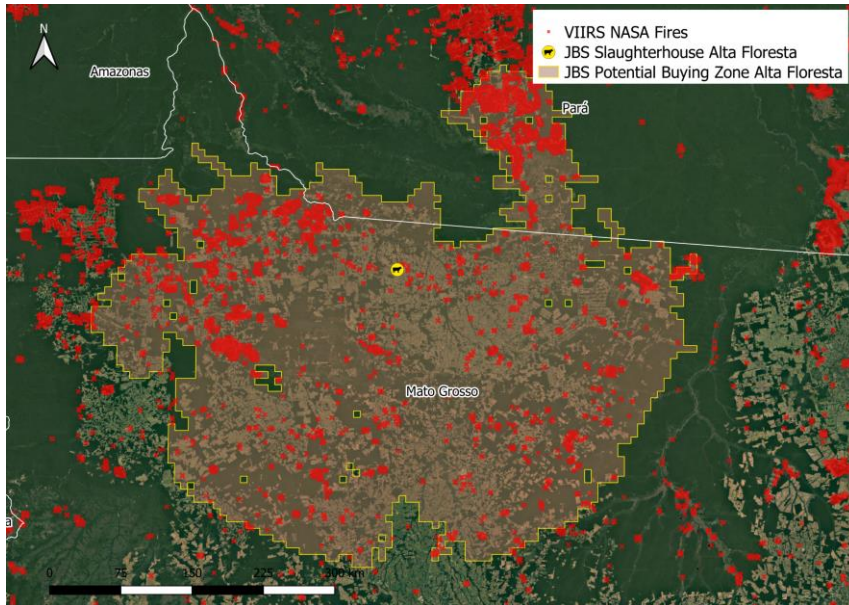 VIIRS NASA Fires
JBS Slaughterhouse Alta Floresta
JBS Potential Buying Zone Alta Floresta
N
Amazonas
Pará
Mato Grosso
a
0 75 150 225 300 km